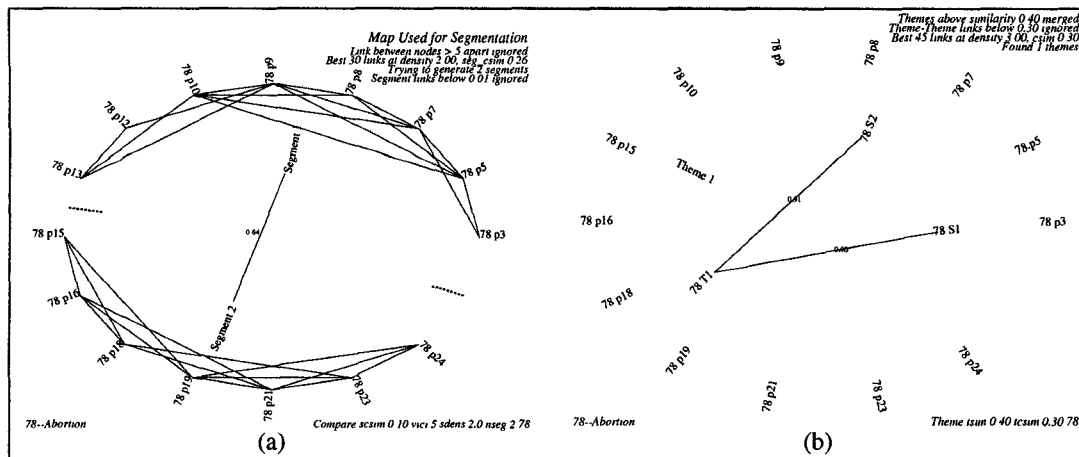 Map Used for Segmentation
Link between nodes > 5 apart ignored
Best 30 links at density 2 00, seg_csim 0 26
Trying to generate 2 segments
Segment links below 0 01 ignored
78 p9
78 p8
78 p10
78 p7
78 p12
78 p5
78 p13
Segment 1
78 p3
78 p15
0.64
78 p16
Segment 2
78 p18
78 p24
78 p19
78 p21
78 p23
78--Abortion
(a)
Compare scsim 0 10 vici 5 sdens 2.0 nseg 2 78
Themes above similarity 0 40 merged
Theme-Theme links below 0.30 ignored
Best 45 links at density 3 00, csim 0 30
Found 1 themes
78 p9
78 p8
78 p10
78 p7
78 S2
78 p15
78-p5
Theme 1
78 p16
0.91
78 S1
78 p3
78 T1
78 p18
78 p19
78 p24
78 p21
78 p23
78--Abortion
(b)
Theme tsim 0 40 tcsim 0.30 78